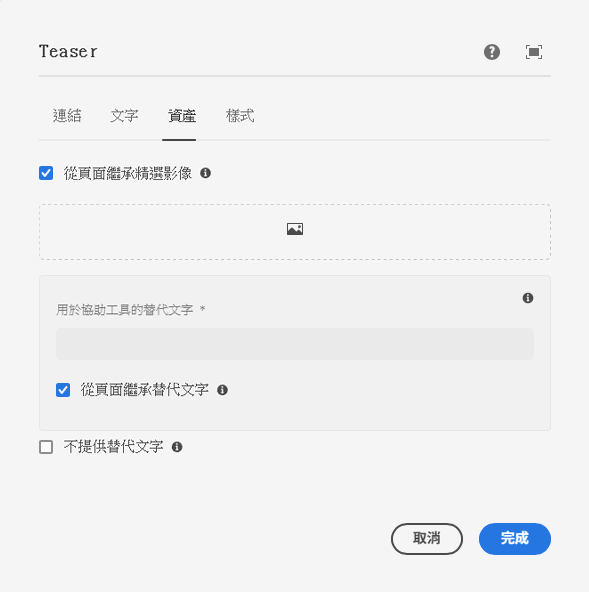 Teaser
連結 文字 資產 樣式
從頁面繼承精選影像
用於協助工具的替代文字 *
從頁面繼承替代文字
不提供替代文字
取消 完成